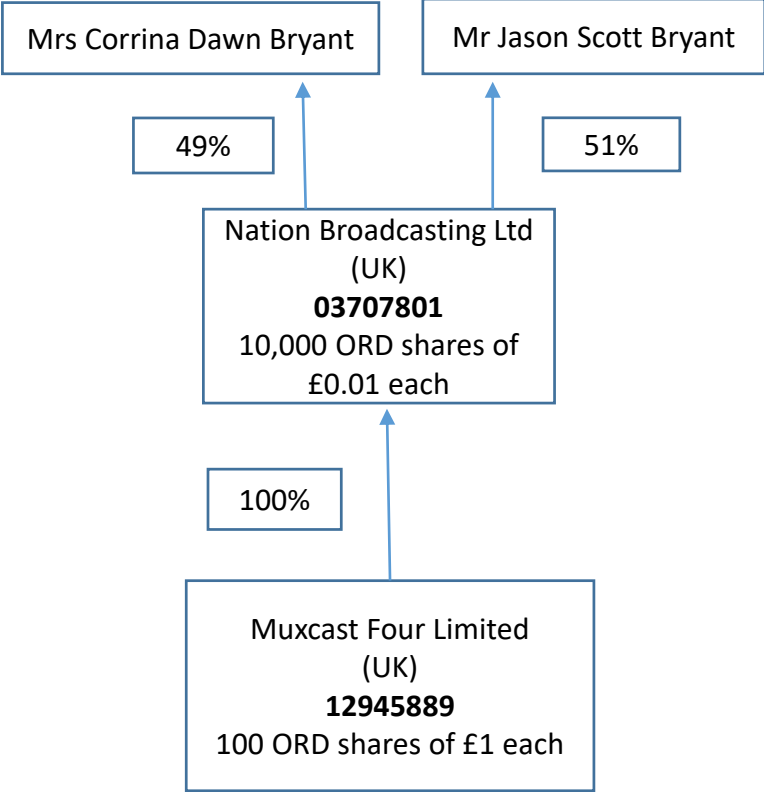 Mrs Corrina Dawn Bryant
Mr Jason Scott Bryant
49%
51%
Nation Broadcasting Ltd
(UK)
03707801
10,000 ORD shares of
£0.01 each
100%
Muxcast Four Limited
(UK)
12945889
100 ORD shares of £1 each